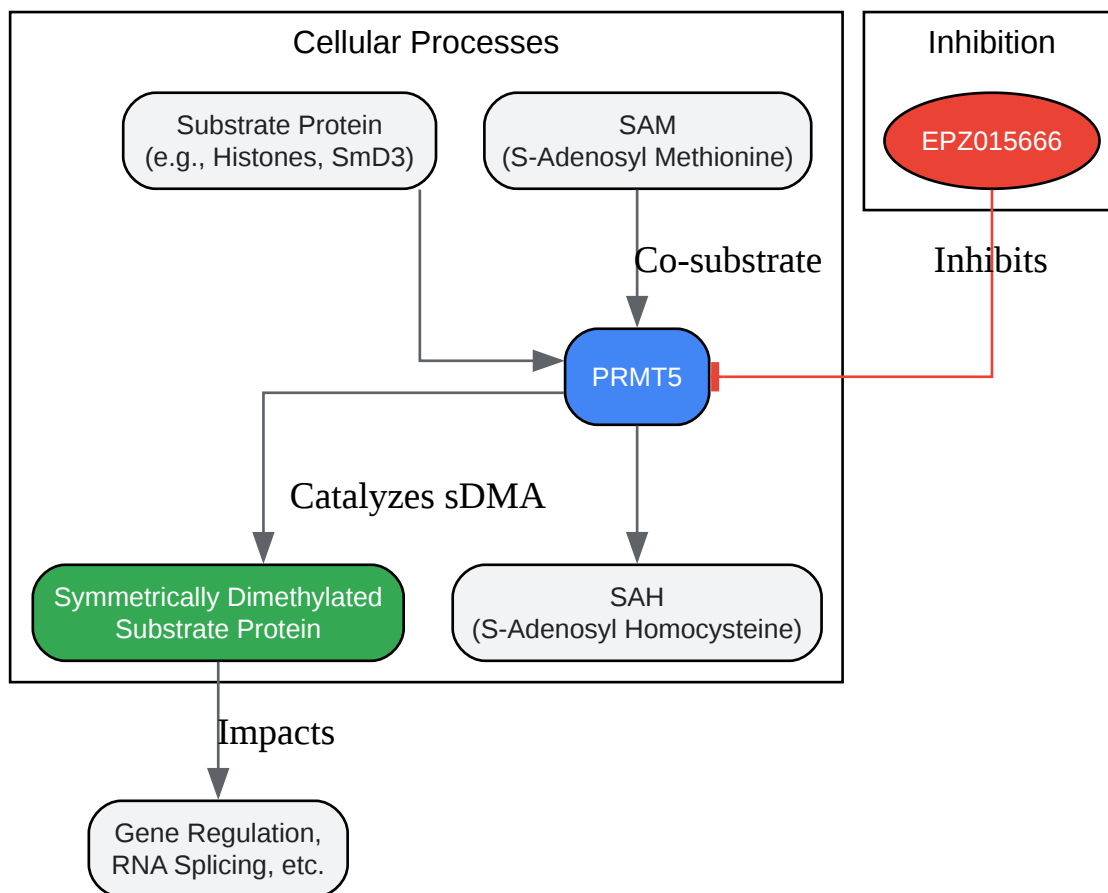 Cellular Processes
Inhibition
Substrate Protein
(e.g., Histones, SmD3)
SAM
(S-Adenosyl Methionine)
EPZ015666
Co-substrate
Inhibits
PRMT5
Catalyzes sDMA
Symmetrically Dimethylated
Substrate Protein
SAH
(S-Adenosyl Homocysteine)
Impacts
Gene Regulation,
RNA Splicing, etc.